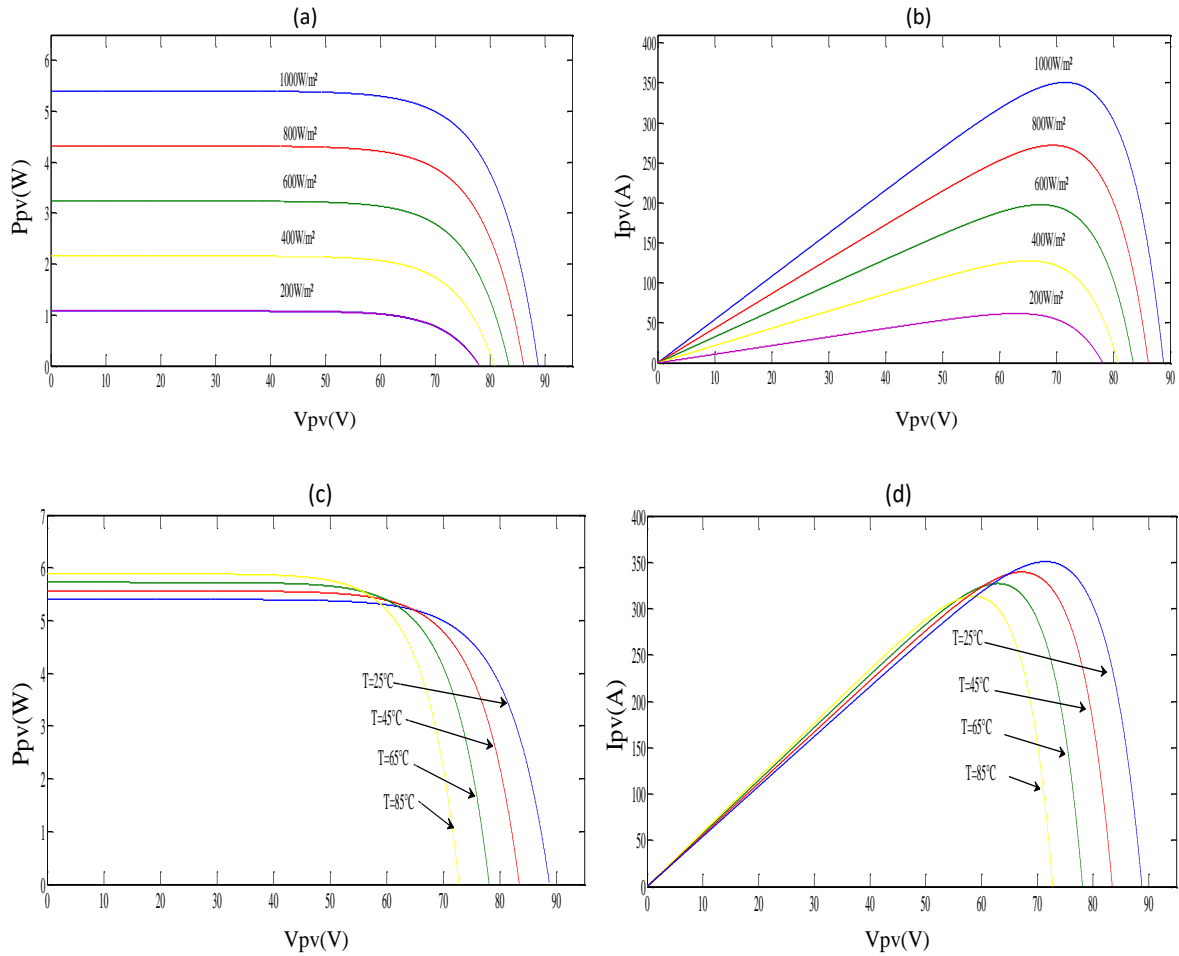 (a)
6
5
4
3
2
1
0
Ppv(W)
1000W/m²
800W/m²
600W/m²
400W/m²
200W/m²
0 10 20 30 40 50 60 70 80 90
Vpv(V)
(b)
400
350
300
250
200
150
100
50
0
Ipv(A)
1000W/m²
800W/m²
600W/m²
400W/m²
200W/m²
0 10 20 30 40 50 60 70 80 90
Vpv(V)
(c)
7
6
5
4
3
2
1
0
Ppv(W)
T=25°C
T=45°C
T=65°C
T=85°C
0 10 20 30 40 50 60 70 80 90
Vpv(V)
(d)
400
350
300
250
200
150
100
50
0
Ipv(A)
T=25°C
T=45°C
T=65°C
T=85°C
0 10 20 30 40 50 60 70 80 90
Vpv(V)